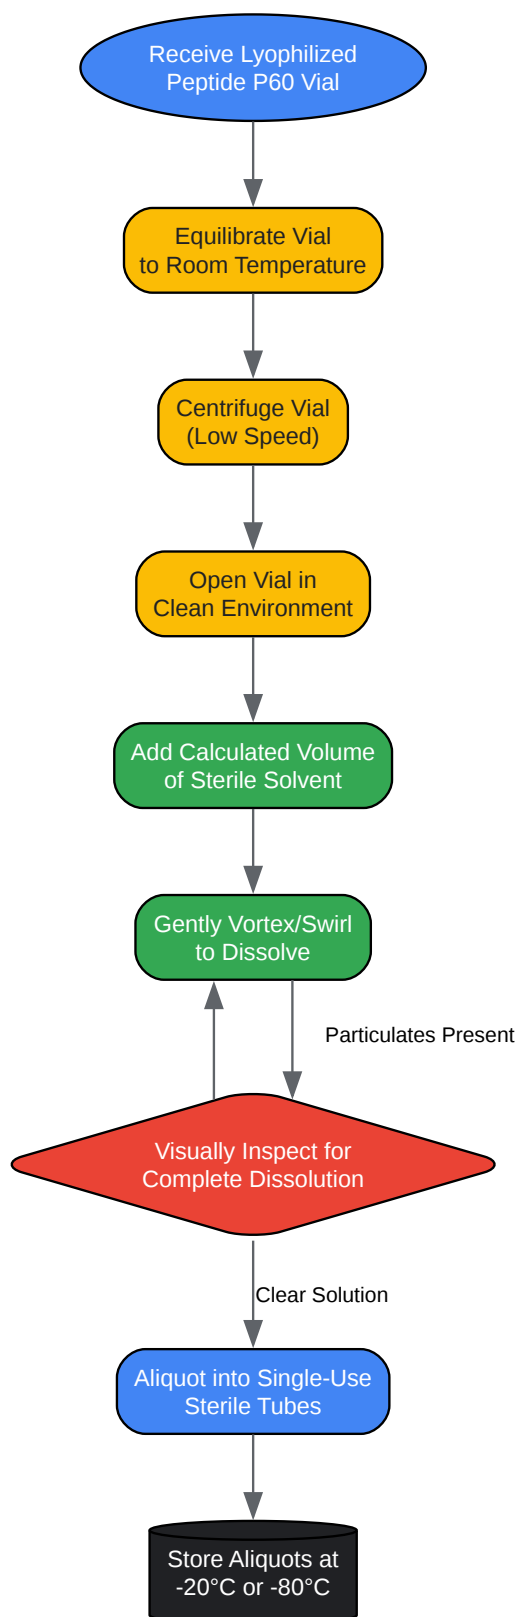 Receive Lyophilized
Peptide P60 Vial
Equilibrate Vial
to Room Temperature
Centrifuge Vial
(Low Speed)
Open Vial in
Clean Environment
Add Calculated Volume
of Sterile Solvent
Gently Vortex/Swirl
to Dissolve
Particulates Present
Visually Inspect for
Complete Dissolution
Clear Solution
Aliquot into Single-Use
Sterile Tubes
Store Aliquots at
-20°C or -80°C